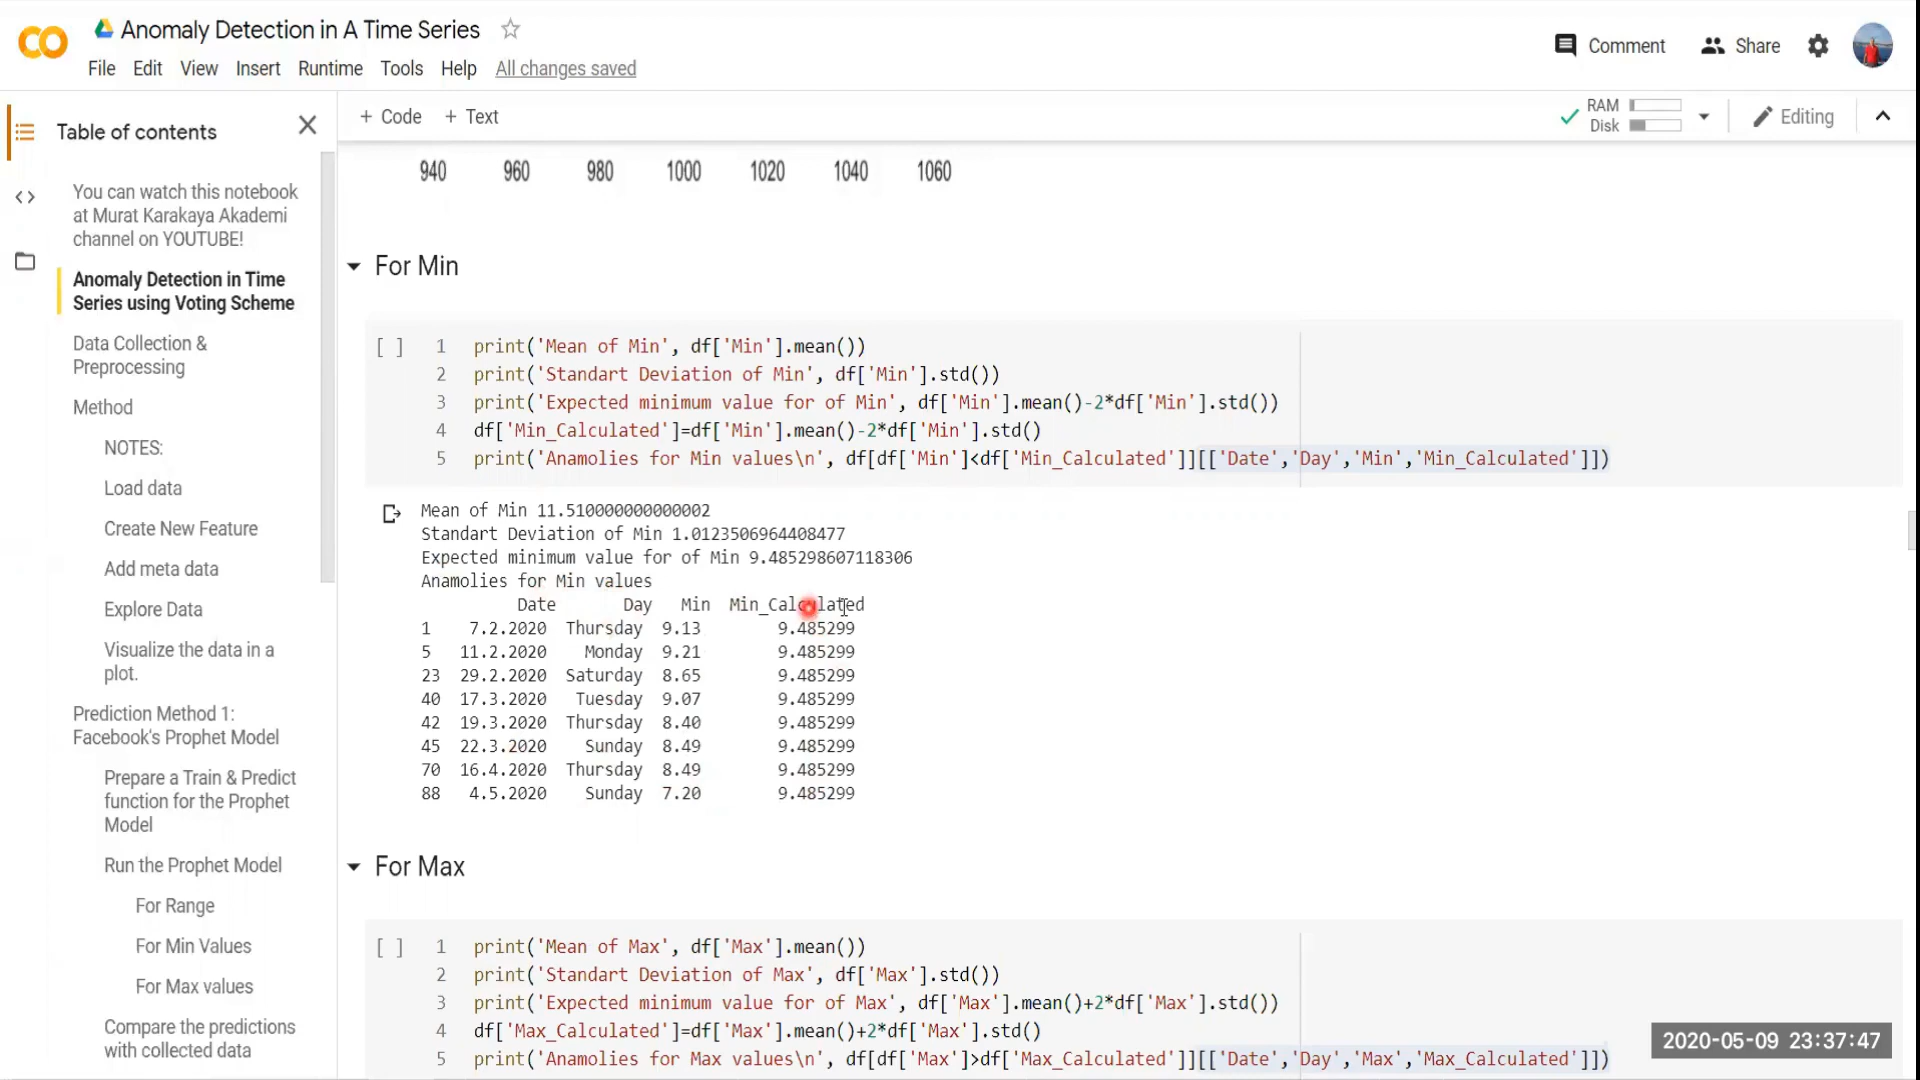 Anomaly Detection in A Time Series
Comment
Share
File Edit View Insert Runtime Tools Help All changes saved
Table of contents
+ Code + Text
RAM
Disk
Editing
You can watch this notebook
at Murat Karakaya Akademi
channel on YOUTUBE!
Anomaly Detection in Time
Series using Voting Scheme
Data Collection &
Preprocessing
Method
NOTES:
Load data
Create New Feature
Add meta data
Explore Data
Visualize the data in a
plot.
Prediction Method 1:
Facebook's Prophet Model
Prepare a Train & Predict
function for the Prophet
Model
Run the Prophet Model
For Range
For Min Values
For Max values
Compare the predictions
with collected data
940 960 980 1000 1020 1040 1060
For Min
[ ] 1 print('Mean of Min', df['Min'].mean())
2 print('Standart Deviation of Min', df['Min'].std())
3 print('Expected minimum value for of Min', df['Min'].mean()-2*df['Min'].std())
4 df['Min_Calculated']=df['Min'].mean()-2*df['Min'].std()
5 print('Anamolies for Min values\n', df[df['Min']<df['Min_Calculated']][['Date','Day','Min','Min_Calculated']])
Mean of Min 11.510000000000002
Standart Deviation of Min 1.0123506964408477
Expected minimum value for of Min 9.485298607118306
Anamolies for Min values
Date Day Min Min_Calculated
1 7.2.2020 Thursday 9.13 9.485299
5 11.2.2020 Monday 9.21 9.485299
23 29.2.2020 Saturday 8.65 9.485299
40 17.3.2020 Tuesday 9.07 9.485299
42 19.3.2020 Thursday 8.40 9.485299
45 22.3.2020 Sunday 8.49 9.485299
70 16.4.2020 Thursday 8.49 9.485299
88 4.5.2020 Sunday 7.20 9.485299
For Max
[ ] 1 print('Mean of Max', df['Max'].mean())
2 print('Standart Deviation of Max', df['Max'].std())
3 print('Expected minimum value for of Max', df['Max'].mean()+2*df['Max'].std())
4 df['Max_Calculated']=df['Max'].mean()+2*df['Max'].std()
5 print('Anamolies for Max values\n', df[df['Max']>df['Max_Calculated']][['Date','Day','Max','Max_Calculated']])
2020-05-09 23:37:47